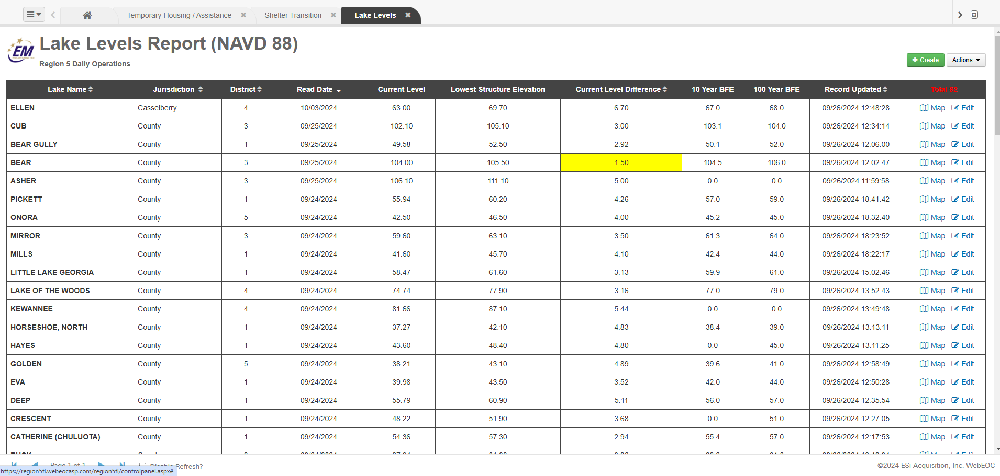 Temporary Housing / Assistance
Shelter Transition
Lake Levels
EM
Lake Levels Report (NAVD 88)
Region 5 Daily Operations
Create
Actions
Lake Name Jurisdiction District Read Date Current Level Lowest Structure Elevation Current Level Difference 10 Year BFE 100 Year BFE Record Updated Total 92
ELLEN Casselberry 4 10/03/2024 63.00 69.70 6.70 67.0 68.0 09/26/2024 12:48:28 Map Edit
CUB County 3 09/25/2024 102.10 105.10 3.00 103.1 104.0 09/26/2024 12:34:14 Map Edit
BEAR GULLY County 1 09/25/2024 49.58 52.50 2.92 50.1 52.0 09/26/2024 12:06:00 Map Edit
BEAR County 3 09/25/2024 104.00 105.50 1.50 104.5 106.0 09/26/2024 12:02:47 Map Edit
ASHER County 3 09/25/2024 106.10 111.10 5.00 0.0 0.0 09/26/2024 11:59:58 Map Edit
PICKETT County 1 09/24/2024 55.94 60.20 4.26 57.0 59.0 09/26/2024 18:41:42 Map Edit
ONORA County 5 09/24/2024 42.50 46.50 4.00 45.2 45.0 09/26/2024 18:32:40 Map Edit
MIRROR County 3 09/24/2024 59.60 63.10 3.50 61.3 64.0 09/26/2024 18:23:52 Map Edit
MILLS County 1 09/24/2024 41.60 45.70 4.10 42.4 44.0 09/26/2024 18:22:17 Map Edit
LITTLE LAKE GEORGIA County 1 09/24/2024 58.47 61.60 3.13 59.9 61.0 09/26/2024 15:02:46 Map Edit
LAKE OF THE WOODS County 4 09/24/2024 74.74 77.90 3.16 77.0 79.0 09/26/2024 13:52:43 Map Edit
KEWANNEE County 4 09/24/2024 81.66 87.10 5.44 0.0 0.0 09/26/2024 13:49:48 Map Edit
HORSESHOE, NORTH County 1 09/24/2024 37.27 42.10 4.83 38.4 39.0 09/26/2024 13:13:11 Map Edit
HAYES County 1 09/24/2024 43.60 48.40 4.80 0.0 45.0 09/26/2024 13:11:25 Map Edit
GOLDEN County 5 09/24/2024 38.21 43.10 4.89 39.6 41.0 09/26/2024 12:58:49 Map Edit
EVA County 1 09/24/2024 39.98 43.50 3.52 42.0 44.0 09/26/2024 12:50:28 Map Edit
DEEP County 1 09/24/2024 55.79 60.90 5.11 56.0 57.0 09/26/2024 12:35:54 Map Edit
CRESCENT County 1 09/24/2024 48.22 51.90 3.68 0.0 51.0 09/26/2024 12:27:05 Map Edit
CATHERINE (CHULUOTA) County 1 09/24/2024 54.36 57.30 2.94 55.4 57.0 09/26/2024 12:17:53 Map Edit
Page 1 of 1 Disable Refresh?
©2024 ESi Acquisition, Inc. WebEOC
https://region5fl.webeocasp.com/region5fl/controlpanel.aspx#